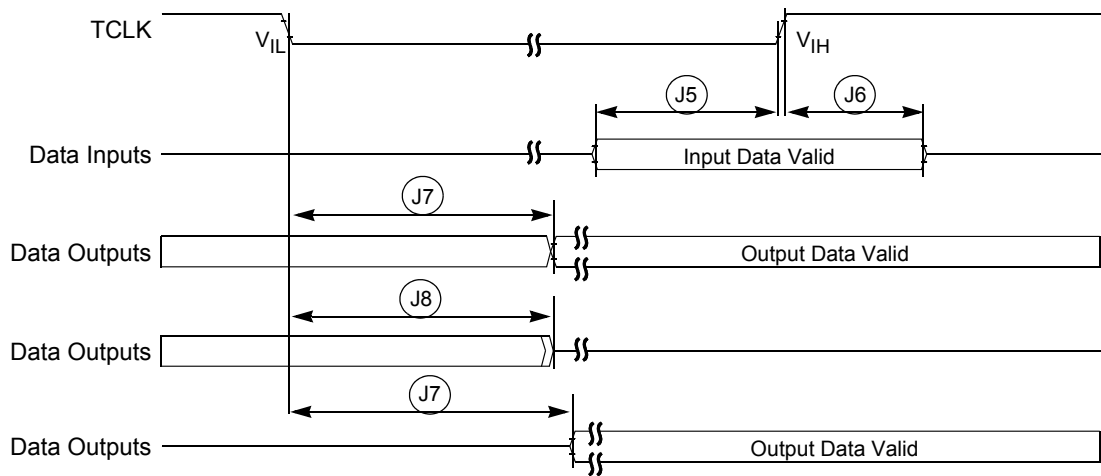 TCLK
VIL
VIH
J5
J6
Data Inputs
Input Data Valid
J7
Data Outputs
Output Data Valid
J8
Data Outputs
J7
Data Outputs
Output Data Valid